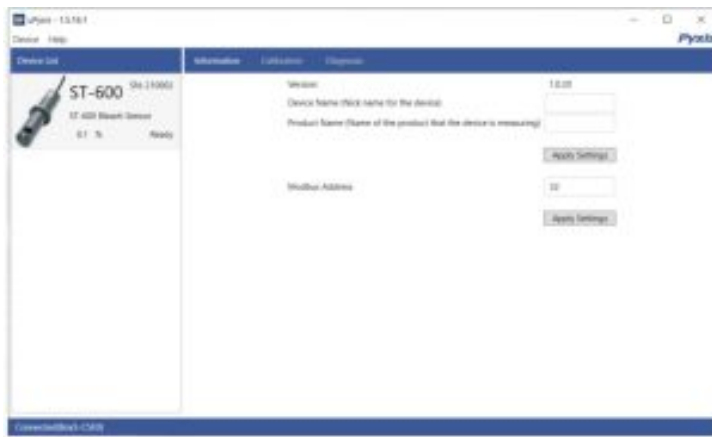 uPyxis - 1.5.16.1
Device Help
Pyxis
Device List
Information Calibration Diagnosis
ST-600
ST-600 Bleach Sensor
0.1 % Ready
Version
Device Name (Nick name for the device)
Product Name (Name of the product that the device is measuring)
Apply Settings
Modbus Address
Apply Settings